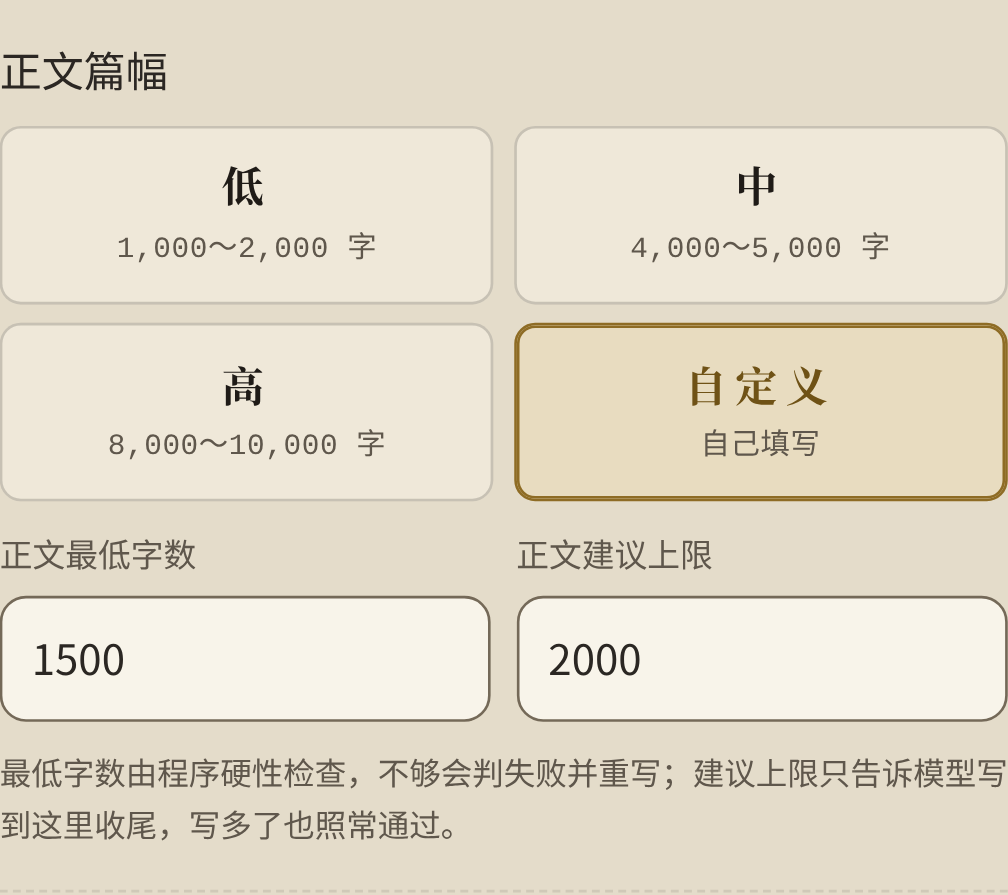 正文篇幅
低
1,000～2,000 字
中
4,000～5,000 字
高
8,000～10,000 字
自定义
自己填写
正文最低字数
正文建议上限
1500
2000
最低字数由程序硬性检查，不够会判失败并重写；建议上限只告诉模型写
到这里收尾，写多了也照常通过。